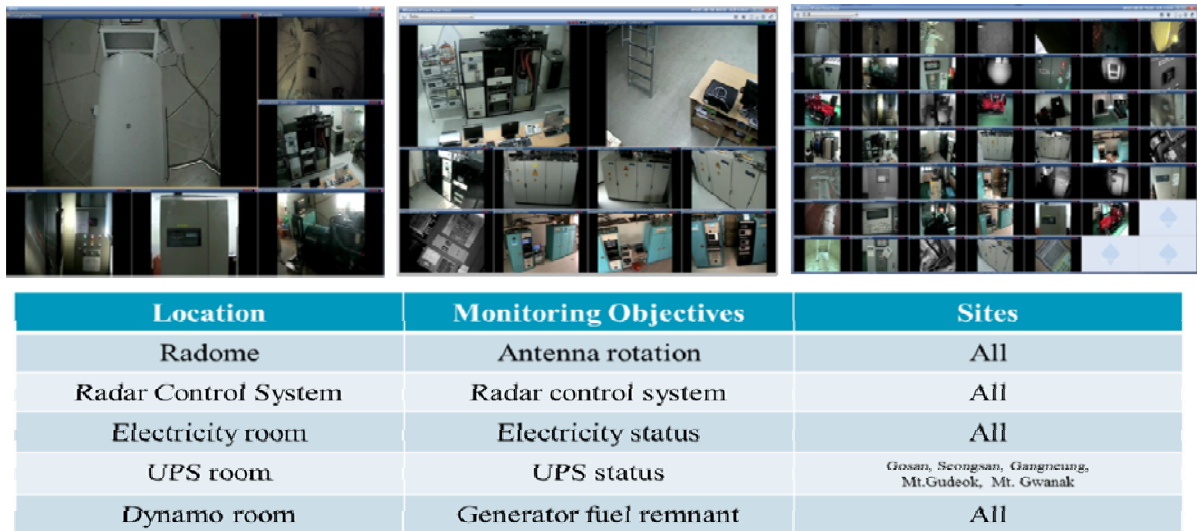 Location Monitoring Objectives Sites
Radome Antenna rotation All
Radar Control System Radar control system All
Electricity room Electricity status All
UPS room UPS status Gosan, Seongsan, Gangneung,
Mt.Gudeok, Mt. Gwanak
Dynamo room Generator fuel remnant All